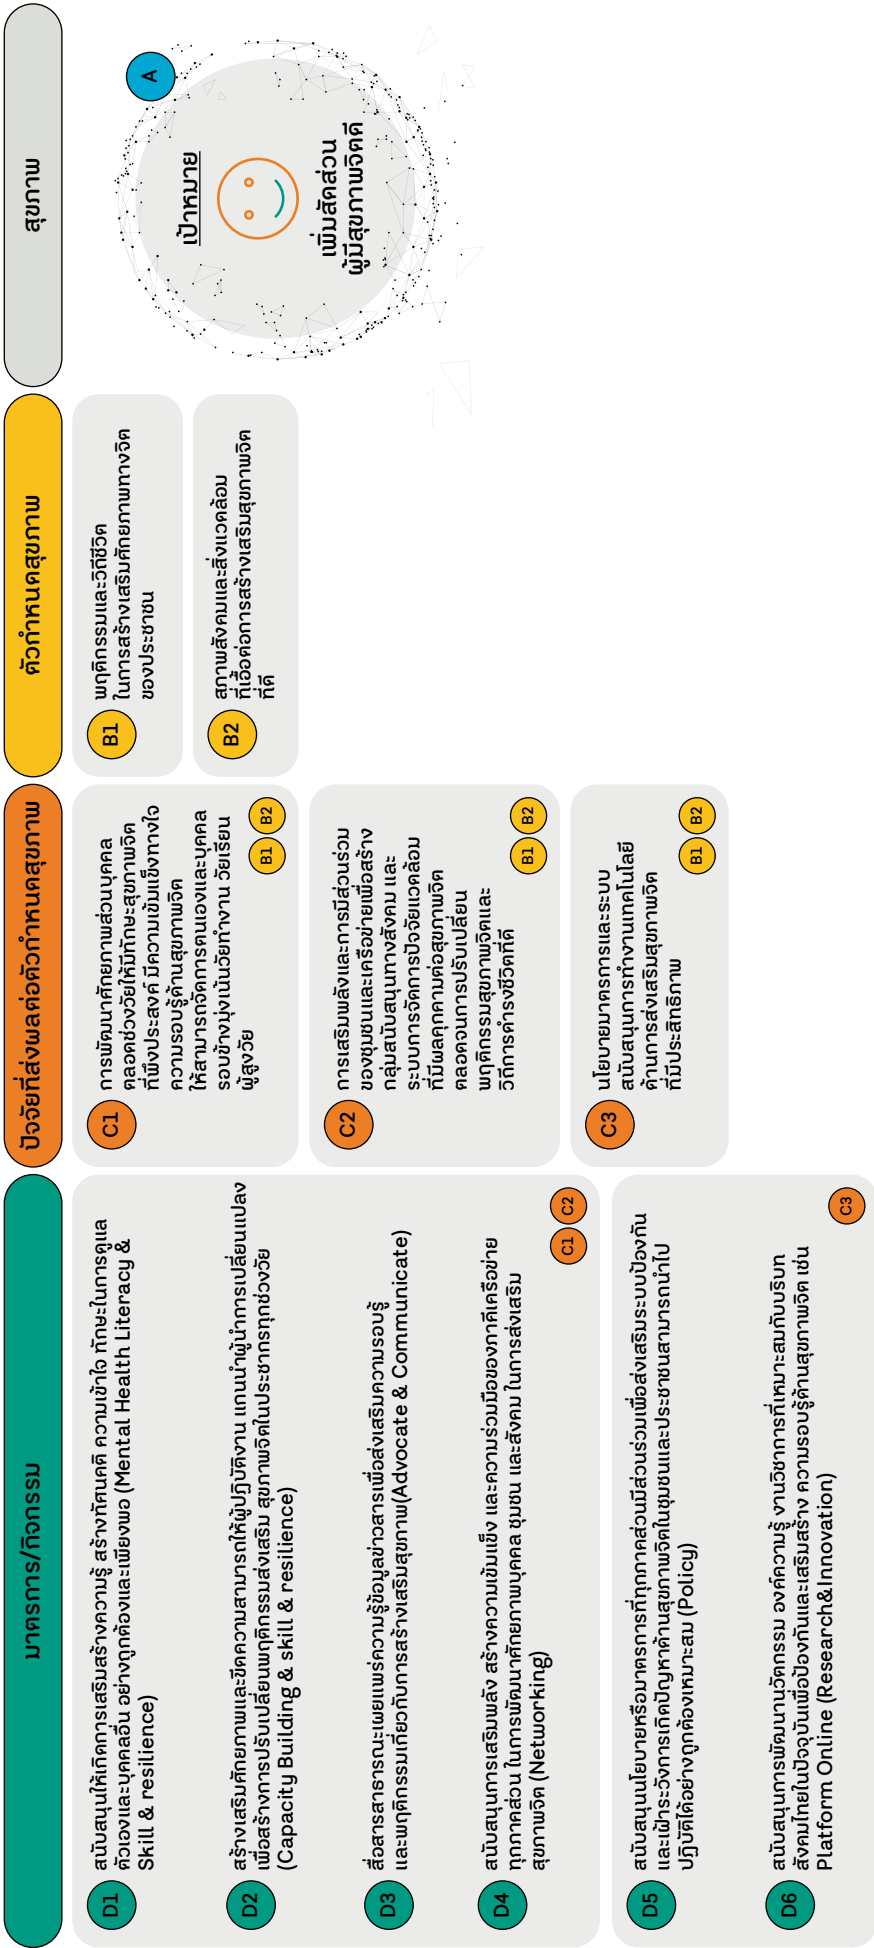 มาตรการ/กิจกรรม
D1
สนับสนุนให้เกิดการเสริมสร้างความรู้ สร้างทัศนคติ ความเข้าใจ ทักษะในการดูแล
ตัวเองและบุคคลอื่น อย่างถูกต้องและเพียงพอ (Mental Health Literacy &
Skill & resilience)
D2
สร้างเสริมศักยภาพและขีดความสามารถให้ผู้ปฏิบัติงาน แกนนำผู้นำการเปลี่ยนแปลง
เพื่อสร้างการปรับเปลี่ยนพฤติกรรมส่งเสริม สุขภาพจิตในประชากรทุกช่วงวัย
(Capacity Building & skill & resilience)
D3
สื่อสารสาธารณะเผยแพร่ความรู้ข้อมูลข่าวสารเพื่อส่งเสริมความรอบรู้
และพฤติกรรมเกี่ยวกับการสร้างเสริมสุขภาพ(Advocate & Communicate)
D4
สนับสนุนการเสริมพลัง สร้างความเข้มแข็ง และความร่วมมือของภาคีเครือข่าย
ทุกภาคส่วน ในการพัฒนาศักยภาพบุคคล ชุมชน และสังคม ในการส่งเสริม
สุขภาพจิต (Networking)
C1 C2
D5
สนับสนุนนโยบายหรือมาตรการที่ทุกภาคส่วนมีส่วนร่วมเพื่อส่งเสริมระบบป้องกัน
และเฝ้าระวังการเกิดปัญหาด้านสุขภาพจิตในชุมชนและประชาชนสามารถนำไป
ปฏิบัติได้อย่างถูกต้องเหมาะสม (Policy)
D6
สนับสนุนการพัฒนานวัตกรรม องค์ความรู้ งานวิชาการที่เหมาะสมกับบริบท
สังคมไทยในปัจจุบันเพื่อป้องกันและเสริมสร้าง ความรอบรู้ด้านสุขภาพจิต เช่น
Platform Online (Research&Innovation)
C3
ปัจจัยที่ส่งผลต่อตัวกำหนดสุขภาพ
C1
การพัฒนาศักยภาพส่วนบุคคล
ตลอดช่วงวัยให้มีทักษะสุขภาพจิต
ที่พึงประสงค์ มีความเข้มแข็งทางใจ
ความรอบรู้ด้านสุขภาพจิต
ให้สามารถจัดการตนเองและบุคคล
รอบข้างมุ่งเน้นวัยทำงาน วัยเรียน
ผู้สูงวัย
B1 B2
C2
การเสริมพลังและการมีส่วนร่วม
ของชุมชนและเครือข่ายเพื่อสร้าง
กลุ่มสนับสนุนทางสังคม และ
ระบบการจัดการปัจจัยแวดล้อม
ที่มีผลคุกคามต่อสุขภาพจิต
ตลอดจนการปรับเปลี่ยน
พฤติกรรมสุขภาพจิตและ
วิถีการดำรงชีวิตที่ดี
B1 B2
C3
นโยบายมาตรการและระบบ
สนับสนุนการทำงานเทคโนโลยี
ด้านการส่งเสริมสุขภาพจิต
ที่มีประสิทธิภาพ
B1 B2
ตัวกำหนดสุขภาพ
B1
พฤติกรรมและวิถีชีวิต
ในการสร้างเสริมศักยภาพทางจิต
ของประชาชน
B2
สภาพสังคมและสิ่งแวดล้อม
ที่เอื้อต่อการสร้างเสริมสุขภาพจิต
ที่ดี
สุขภาพ
A
เป้าหมาย
เพิ่มสัดส่วน
ผู้มีสุขภาพจิตดี